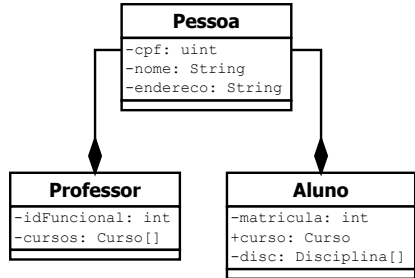 Pessoa
-cpf: uint
-nome: String
-endereco: String
Professor
-idFuncional: int
-cursos: Curso[]
Aluno
-matricula: int
+curso: Curso
-disc: Disciplina[]